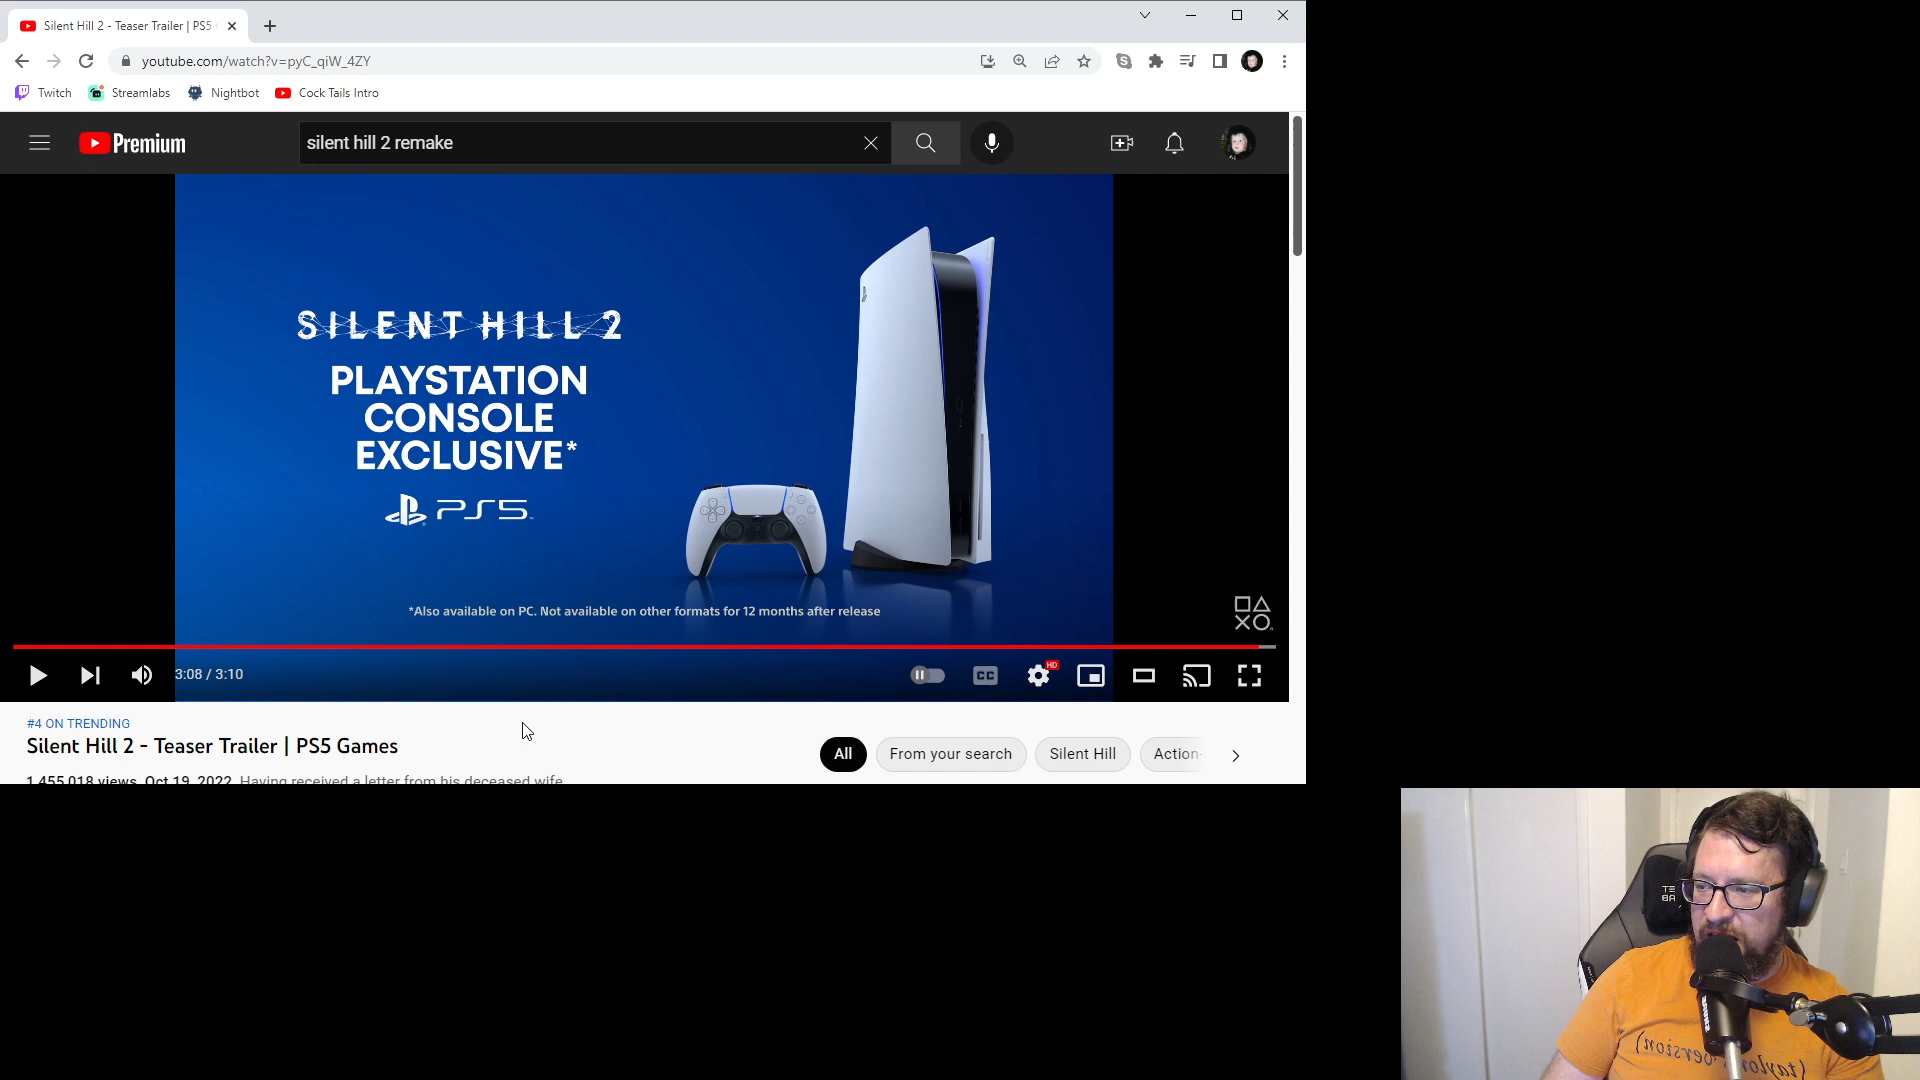 Silent Hill 2 - Teaser Trailer | PS5
youtube.com/watch?v=pyC_qiW_4ZY
Twitch
Streamlabs
Nightbot
Cock Tails Intro
Premium
silent hill 2 remake
SILENT HILL 2
PLAYSTATION
CONSOLE
EXCLUSIVE*
PS5
*Also available on PC. Not available on other formats for 12 months after release
3:08 / 3:10
CC
HD
#4 ON TRENDING
Silent Hill 2 - Teaser Trailer | PS5 Games
All
From your search
Silent Hill
Action-
1,455,018 views Oct 19, 2022 Having received a letter from his deceased wife
(taylor's version)